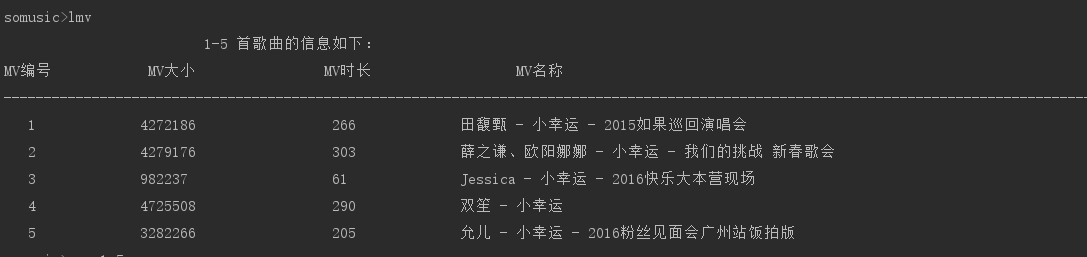 somusic>lmv
1-5 首歌曲的信息如下:
MV编号 MV大小 MV时长 MV名称
1 4272186 266 田馥甄 - 小幸运 - 2015如果巡回演唱会
2 4279176 303 薛之谦、欧阳娜娜 - 小幸运 - 我们的挑战 新春歌会
3 982237 61 Jessica - 小幸运 - 2016快乐大本营现场
4 4725508 290 双笙 - 小幸运
5 3282266 205 允儿 - 小幸运 - 2016粉丝见面会广州站饭拍版